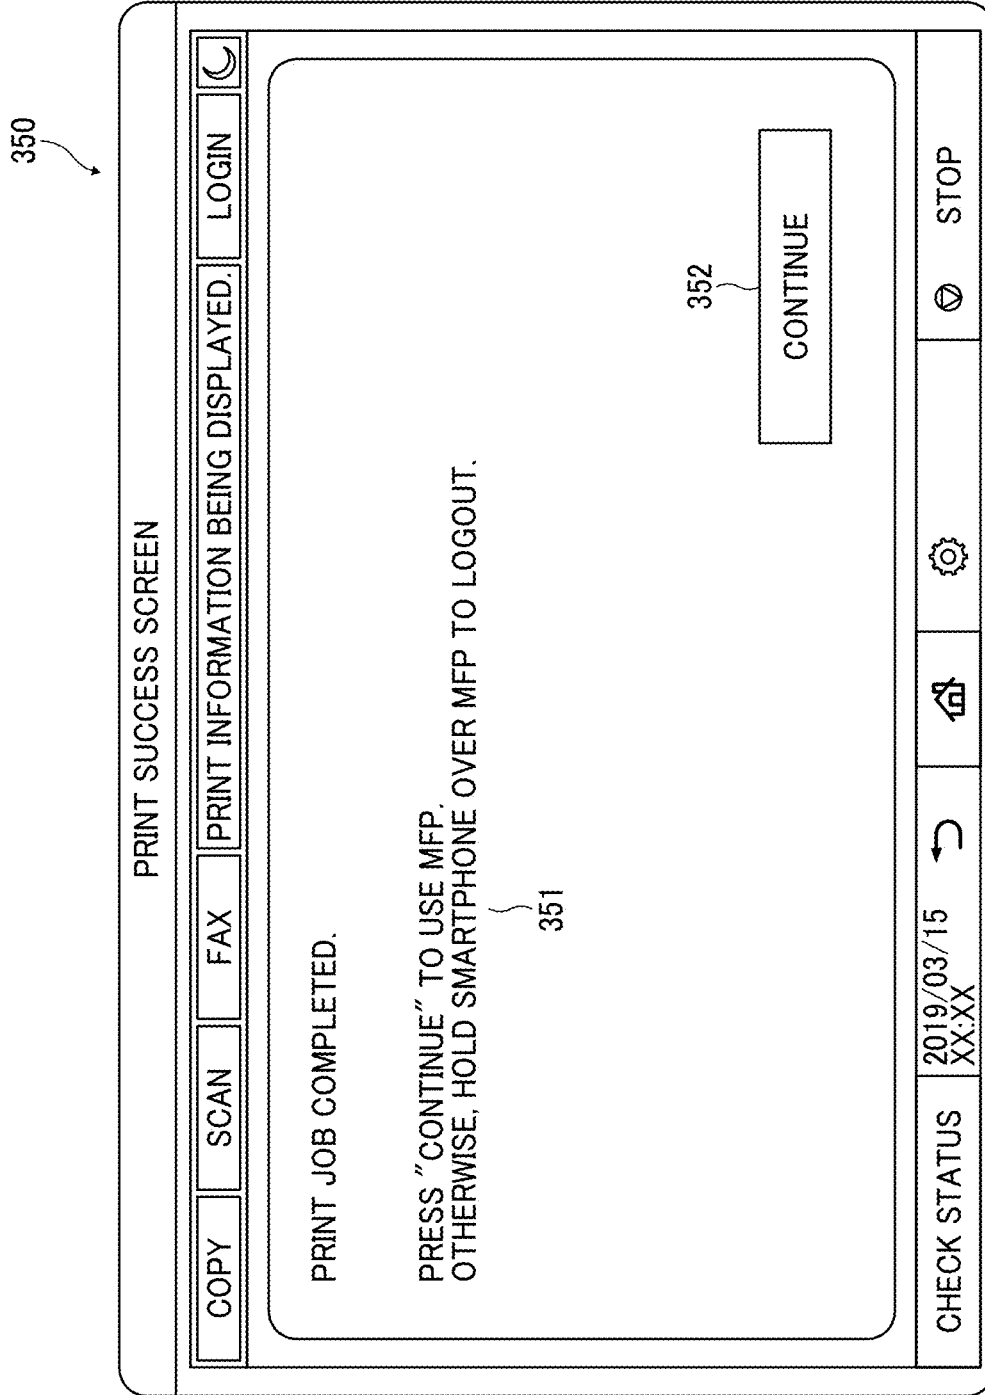 350
PRINT SUCCESS SCREEN
COPY
SCAN
FAX
PRINT INFORMATION BEING DISPLAYED.
LOGIN
PRINT JOB COMPLETED.
PRESS "CONTINUE" TO USE MFP.
OTHERWISE, HOLD SMARTPHONE OVER MFP TO LOGOUT.
351
352
CONTINUE
CHECK STATUS
2019/03/15
XX:XX
STOP